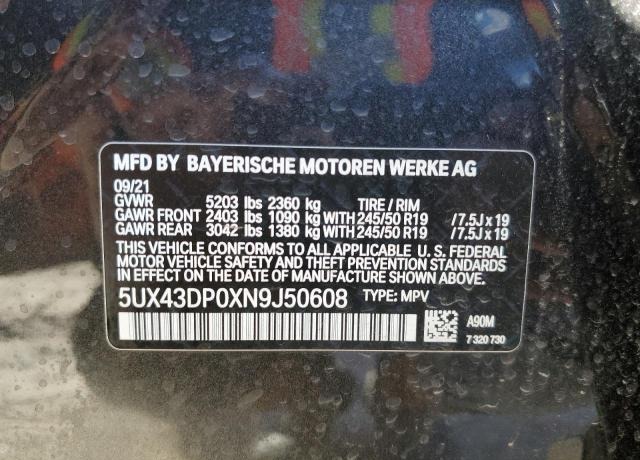 MFD BY BAYERISCHE MOTOREN WERKE AG
09/21
GVWR 5203 lbs 2360 kg TIRE / RIM
GAWR FRONT 2403 lbs 1090 kg WITH 245/50 R19 /7.5J x 19
GAWR REAR 3042 lbs 1380 kg WITH 245/50 R19 /7.5J x 19
THIS VEHICLE CONFORMS TO ALL APPLICABLE U. S. FEDERAL
MOTOR VEHICLE SAFETY AND THEFT PREVENTION STANDARDS
IN EFFECT ON THE DATE OF MANUFACTURE SHOWN ABOVE.
5UX43DP0XN9J50608 TYPE: MPV
A90M
7 320 730